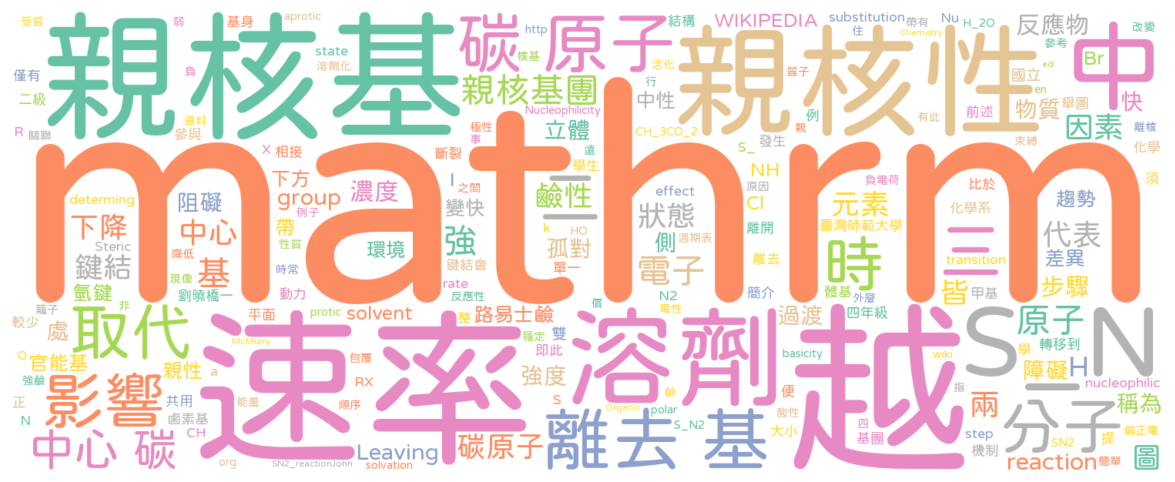 受質 弱 基身 aprotic 碳 原子 WIKIPEDIA substitution 住 帶有 Nu Chemistry H_2O 反應物 參考 改變
親核基 負 state http 結構 親核性 中
僅有 溶劑化 核基 活化 質子 國立 ed Br
二級 資料 親核基團 行 中性 例 en 物質 舉圖 快
R 關聯 參與 Nucleophilicity CH_3CO_2 親 有此 前述 因素 離核
極性 事 立體 遠 S_ 發生 束縛 化學
mathrm
X 相接 斷裂 學生 NH 負電荷 比於 須
determining 阻礙 下方 group 濃度 I 之間 鹼性 二 effect 原因 Cl 元素 化學系 趨勢
下降 中心 例子 變快 k HO 狀態 離開 臺灣師範大學 三 代表
Steric 帶 性質 環境 強 孤對 側 週期表 離去 transition 差異
鍵結 降低 基 現像 時常 鍵結會 單一 電子 時 皆 步驟
氫鍵 劉曉橋一 動力 rate 反應性 N2 簡介 體基 外層 甲基
籠子 非 protic 價 電性 四年級
較少 處 取代 平面 solvent 整 路易士鹼 雙 過渡 S_N 原子 轉移到
O 官能基 McMurry 速率 穩定 即此 溶劑 越 basicity wiki 學
強鹼 親性 a 包覆 RX 強度 鹼 便 障礙 H nucleophilic
正 影響 共用 能量 順序 S Organic polar 酸性 指 兩 稱為
N 鹵素基 離去 基 S_N2 大小 四 分子 step SN2 提 偏正電
中心 碳 CH Leaving 碳原子 基團 機制 簡單
org SN2_reactionJohn solvation reaction 圖